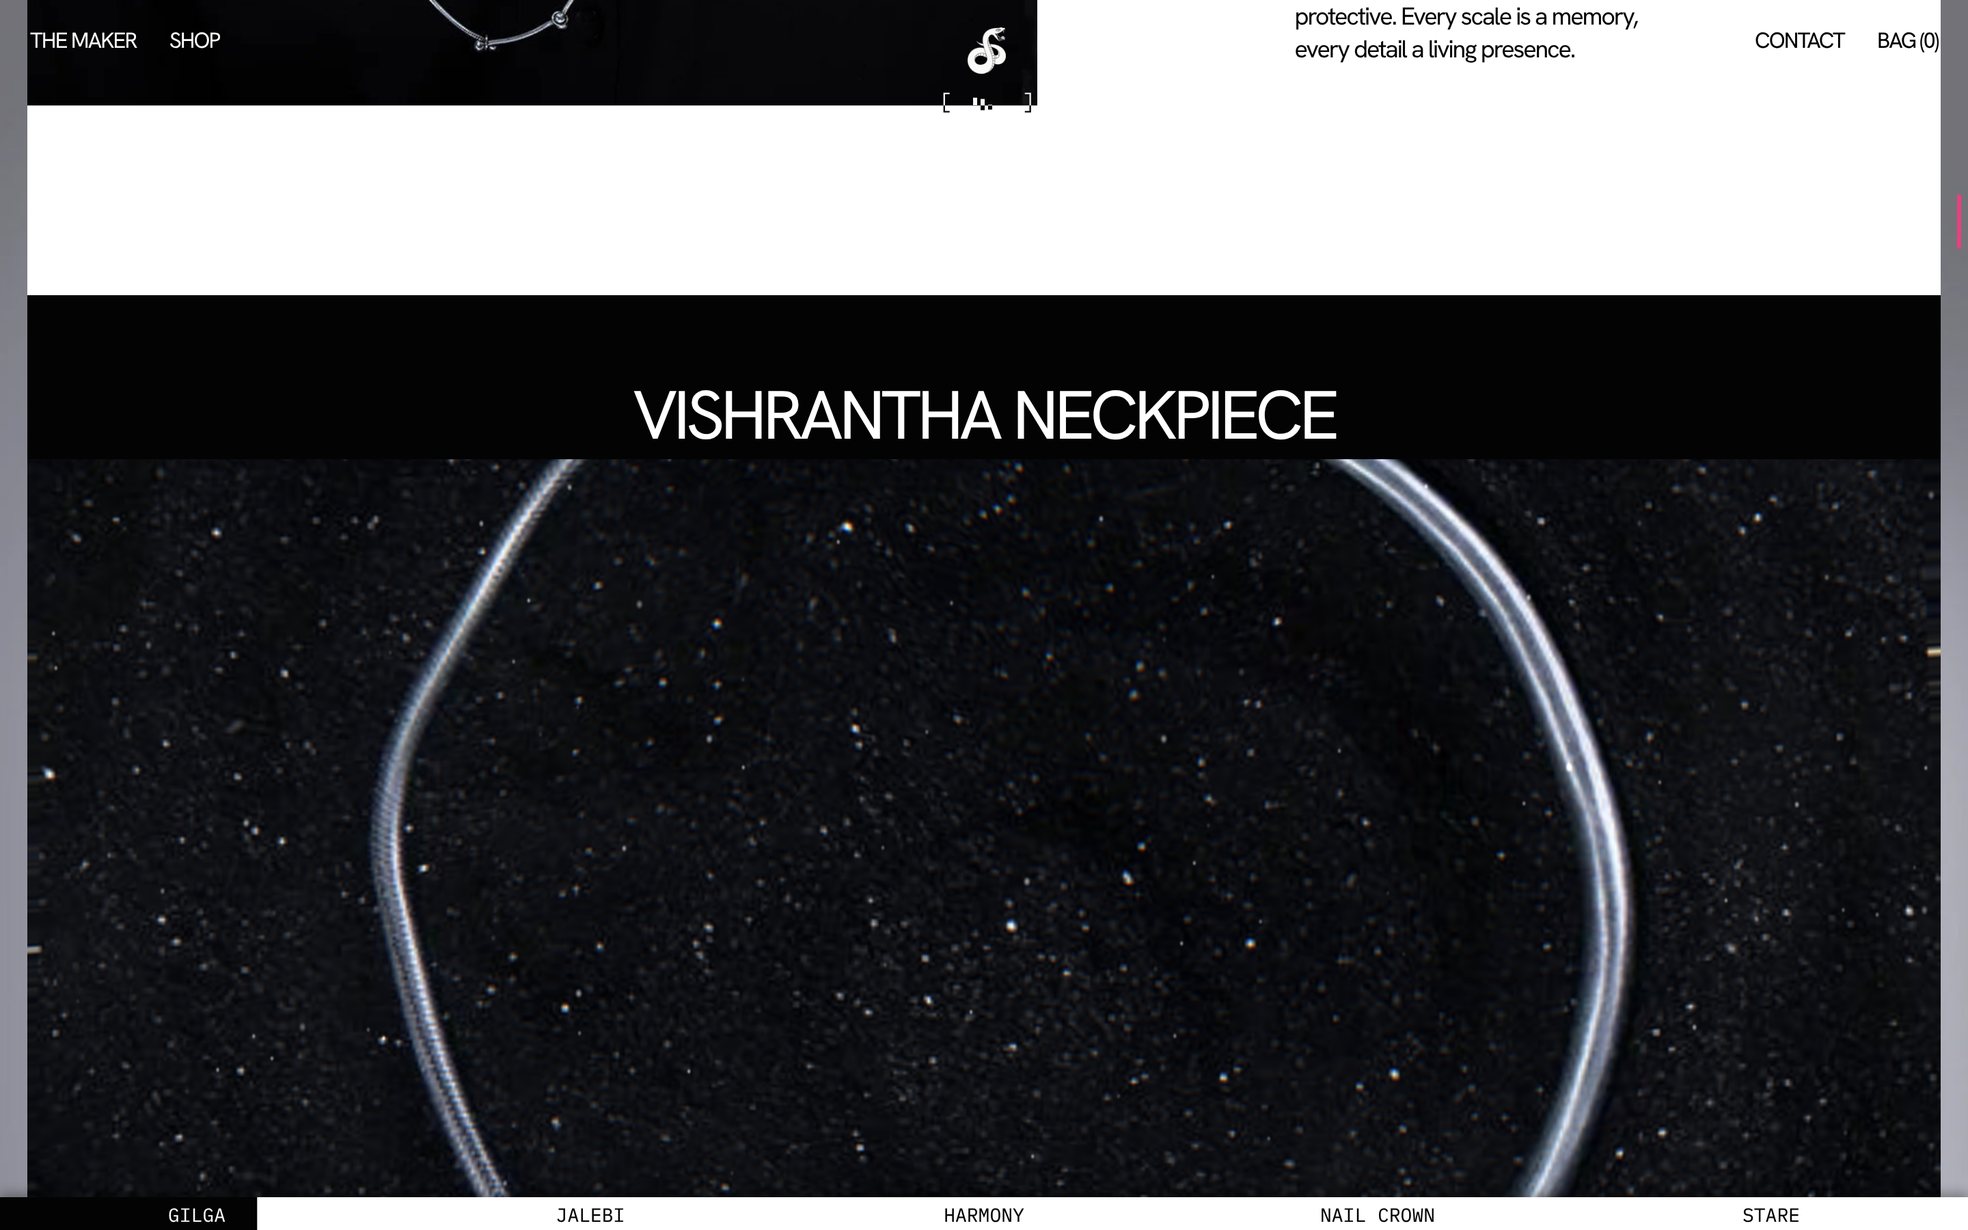 THE MAKER
SHOP
protective. Every scale is a memory,
every detail a living presence.
CONTACT
BAG (0)
VISHRANTHA NECKPIECE
GILGA
JALEBI
HARMONY
NAIL CROWN
STARE